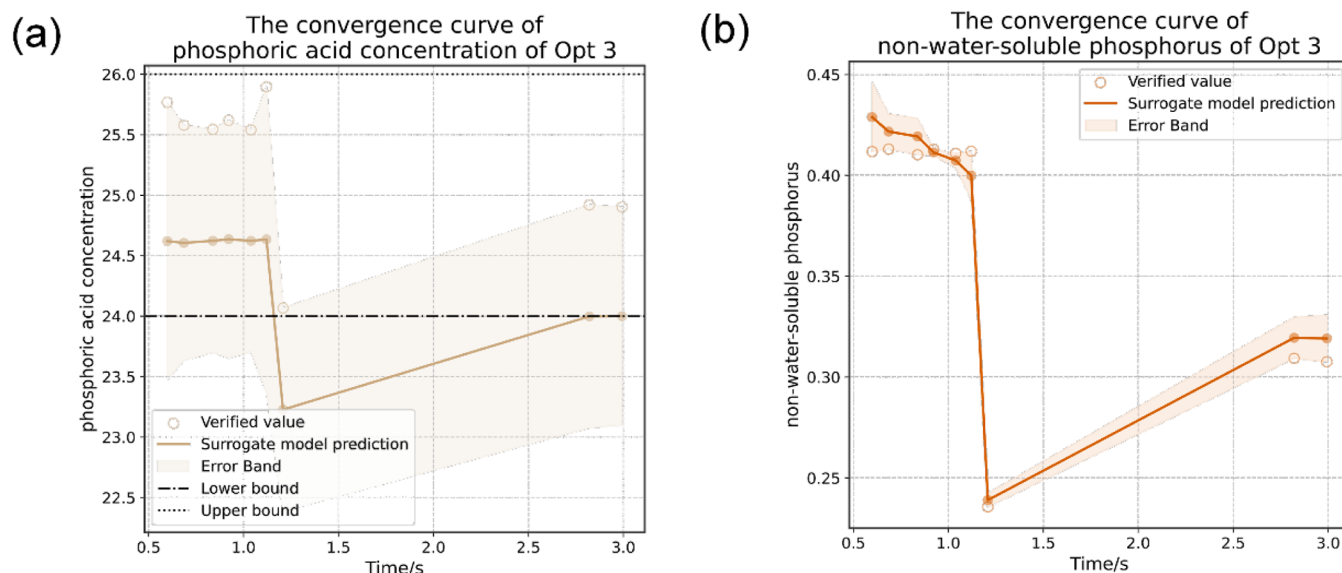 (a)
The convergence curve of
phosphoric acid concentration of Opt 3
26.0
25.5
25.0
24.5
24.0
23.5
23.0
22.5
phosphoric acid concentration
Verified value
Surrogate model prediction
Error Band
Lower bound
Upper bound
0.5 1.0 1.5 2.0 2.5 3.0
Time/s
(b)
The convergence curve of
non-water-soluble phosphorus of Opt 3
0.45
0.40
0.35
0.30
0.25
non-water-soluble phosphorus
Verified value
Surrogate model prediction
Error Band
0.5 1.0 1.5 2.0 2.5 3.0
Time/s